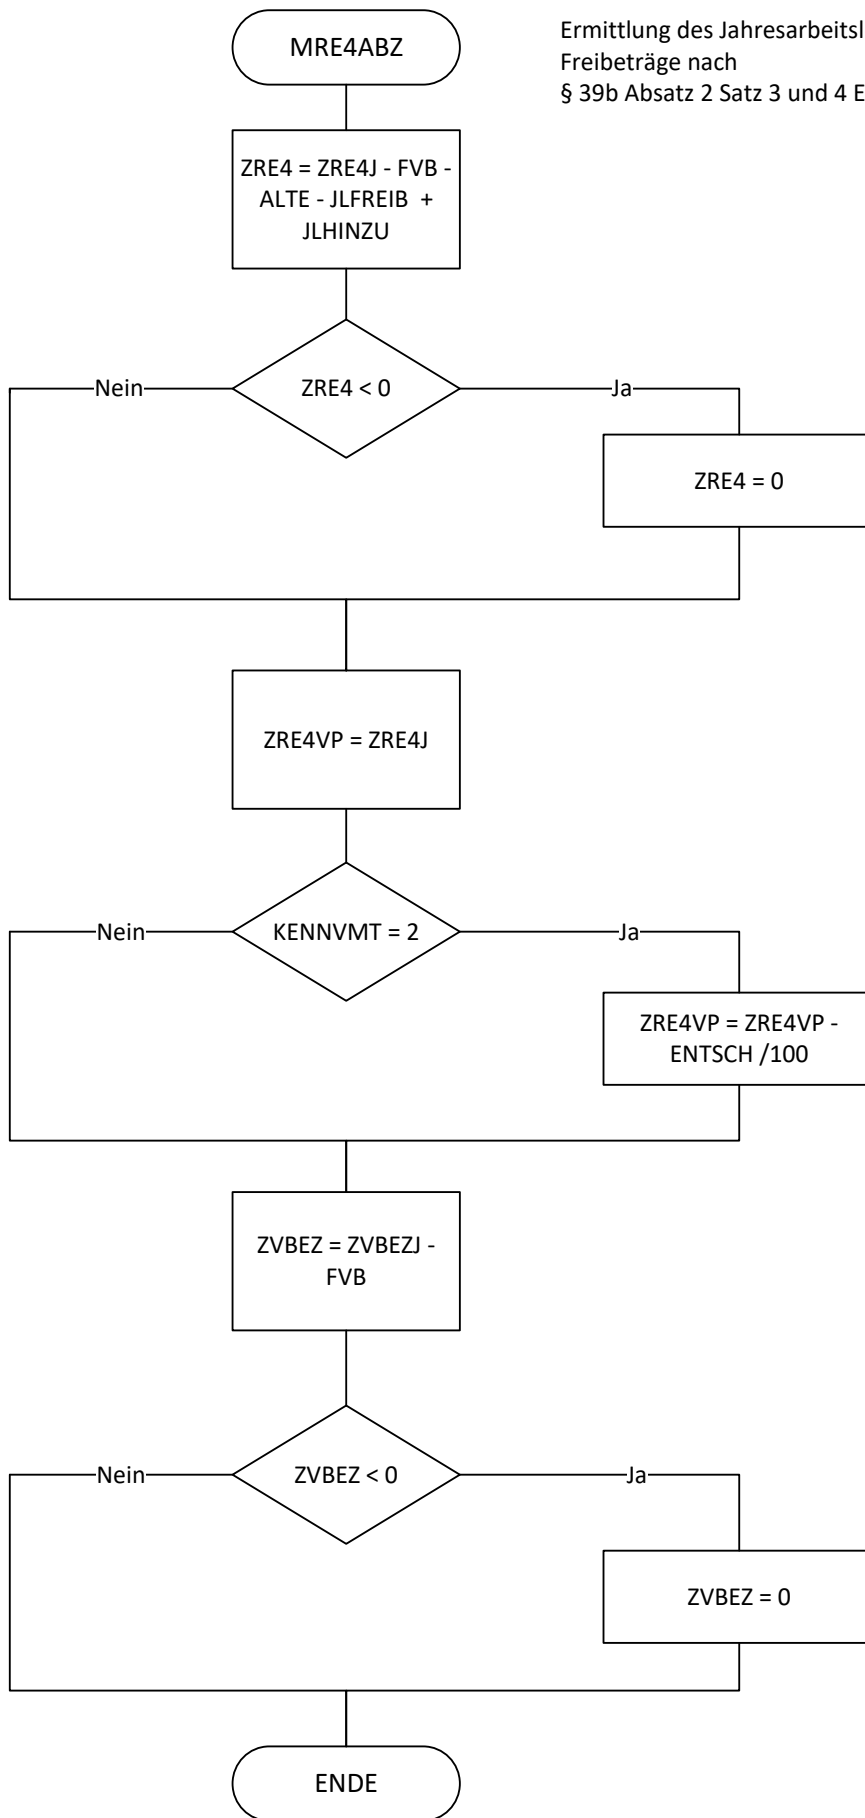 MRE4ABZ
Ermittlung des Jahresarbeitsl
Freibeträge nach
§ 39b Absatz 2 Satz 3 und 4 E
ZRE4 = ZRE4J - FVB -
ALTE - JLFREIB +
JLHINZU
Nein
ZRE4 < 0
Ja
ZRE4 = 0
ZRE4VP = ZRE4J
Nein
KENNVMT = 2
Ja
ZRE4VP = ZRE4VP -
ENTSCH /100
ZVBEZ = ZVBEZJ -
FVB
Nein
ZVBEZ < 0
Ja
ZVBEZ = 0
ENDE